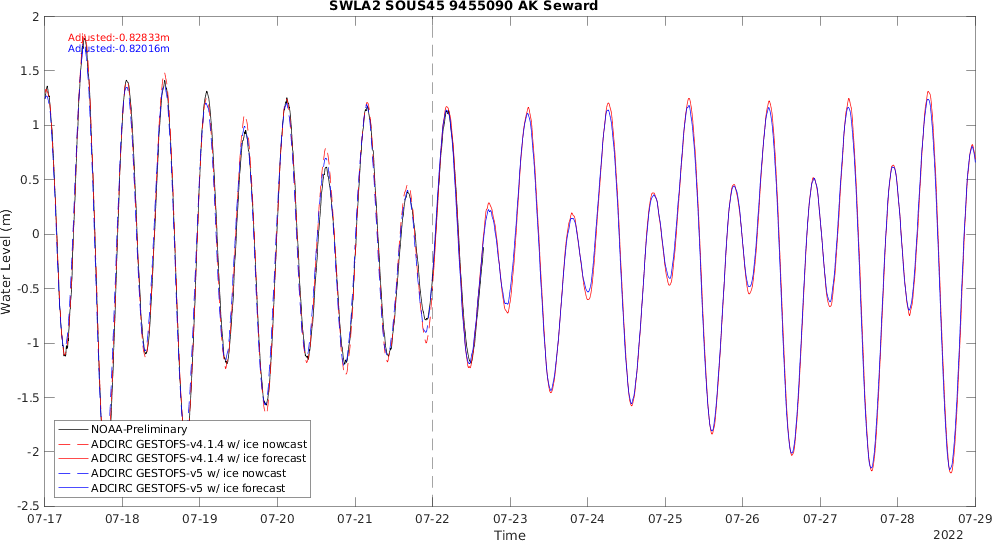 SWLA2 SOUS45 9455090 AK Seward
Adjusted:-0.82833m
Adjusted:-0.82016m
2
1.5
1
0.5
0
-0.5
-1
-1.5
-2
-2.5
Water Level (m)
NOAA-Preliminary
ADCIRC GESTOFS-v4.1.4 w/ ice nowcast
ADCIRC GESTOFS-v4.1.4 w/ ice forecast
ADCIRC GESTOFS-v5 w/ ice nowcast
ADCIRC GESTOFS-v5 w/ ice forecast
07-17 07-18 07-19 07-20 07-21 07-22 07-23 07-24 07-25 07-26 07-27 07-28 07-29
Time
2022